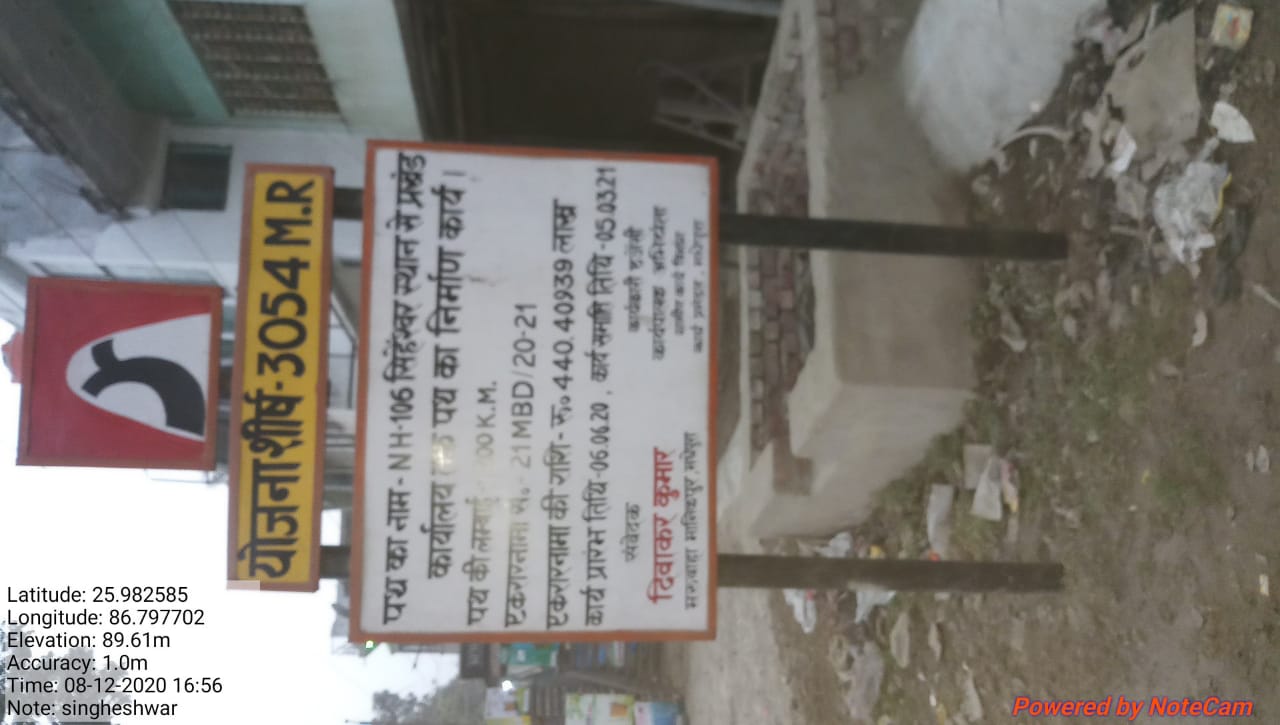 योजनाशीर्ष-3054 M.R
पथ का नाम- NH-106 सिंहेश्वर स्थान से प्रखंड
कार्यालय तक पथ का निर्माण कार्य ।
पथ की लम्बाई- 00 K.M.
एकरारनामा सं.- 21 MBD/20-21
एकरारनामा की राशि- रु० 440.40939 लाख
कार्य प्रारंभ तिथि-06.06.20 , कार्य समाप्ति तिथि-05.03.21
संवेदक
दिवाकर कुमार
कार्यकारी एजेंसी
कार्यपालक अभियंता
ग्रामीण कार्य विभाग
Latitude: 25.982585
Longitude: 86.797702
Elevation: 89.61m
Accuracy: 1.0m
Time: 08-12-2020 16:56
Note: singheshwar
Powered by NoteCam